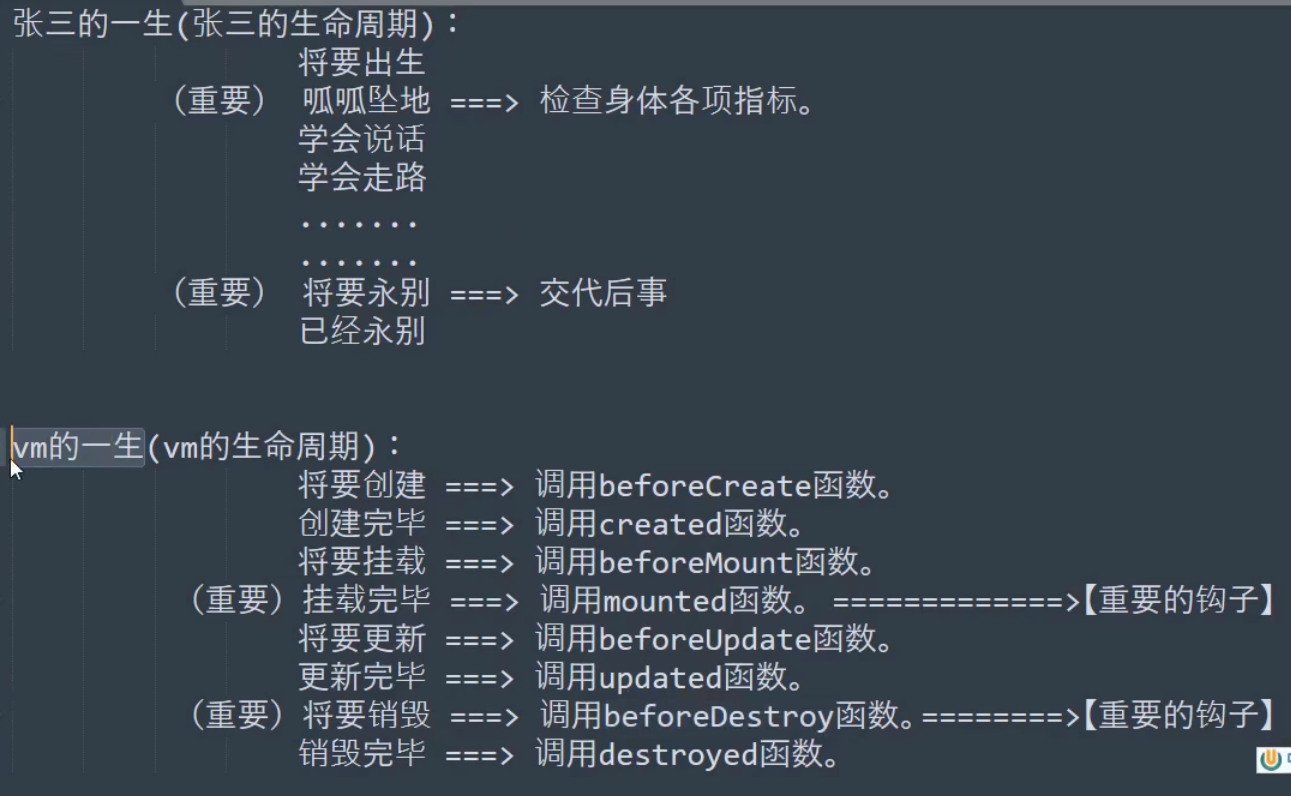 张三的一生(张三的生命周期)：
将要出生
（重要） 呱呱坠地 ===> 检查身体各项指标。
学会说话
学会走路
.......
.......
（重要） 将要永别 ===> 交代后事
已经永别
vm的一生(vm的生命周期)：
将要创建 ===> 调用beforeCreate函数。
创建完毕 ===> 调用created函数。
将要挂载 ===> 调用beforeMount函数。
（重要）挂载完毕 ===> 调用mounted函数。 =============>【重要的钩子】
将要更新 ===> 调用beforeUpdate函数。
更新完毕 ===> 调用updated函数。
（重要）将要销毁 ===> 调用beforeDestroy函数。========>【重要的钩子】
销毁完毕 ===> 调用destroyed函数。